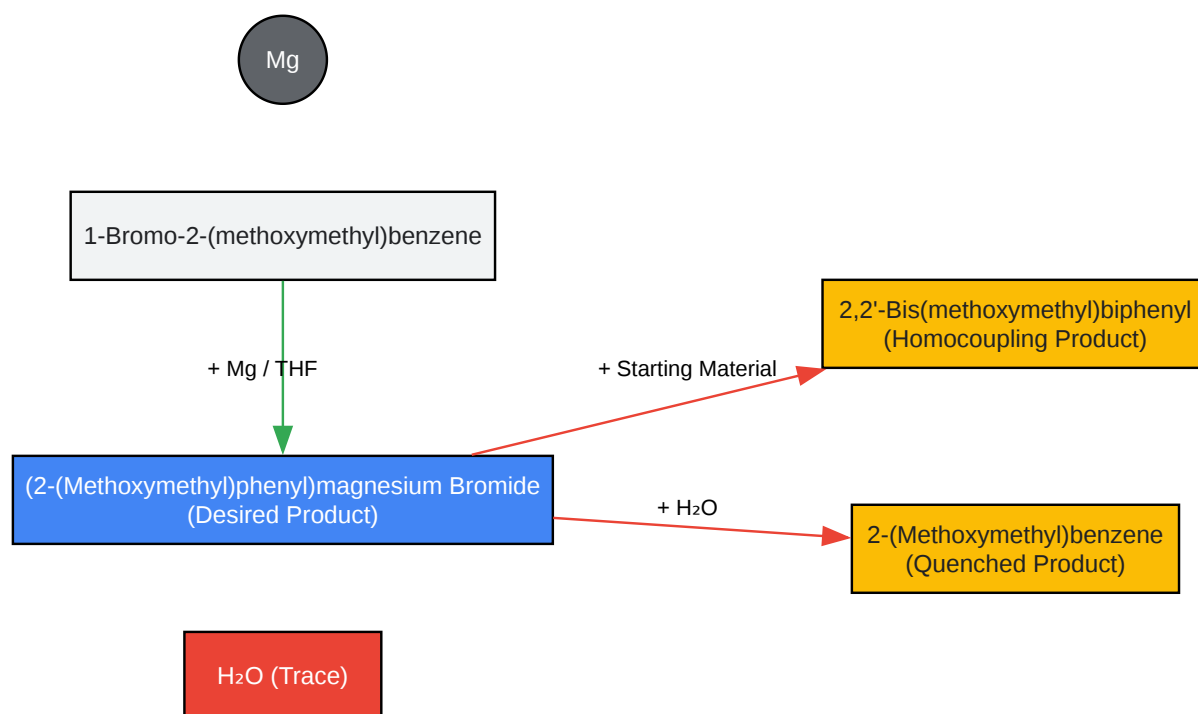 Mg
1-Bromo-2-(methoxymethyl)benzene
+ Mg / THF
(2-(Methoxymethyl)phenyl)magnesium Bromide
(Desired Product)
+ Starting Material
2,2'-Bis(methoxymethyl)biphenyl
(Homocoupling Product)
+ H₂O
2-(Methoxymethyl)benzene
(Quenched Product)
H₂O (Trace)